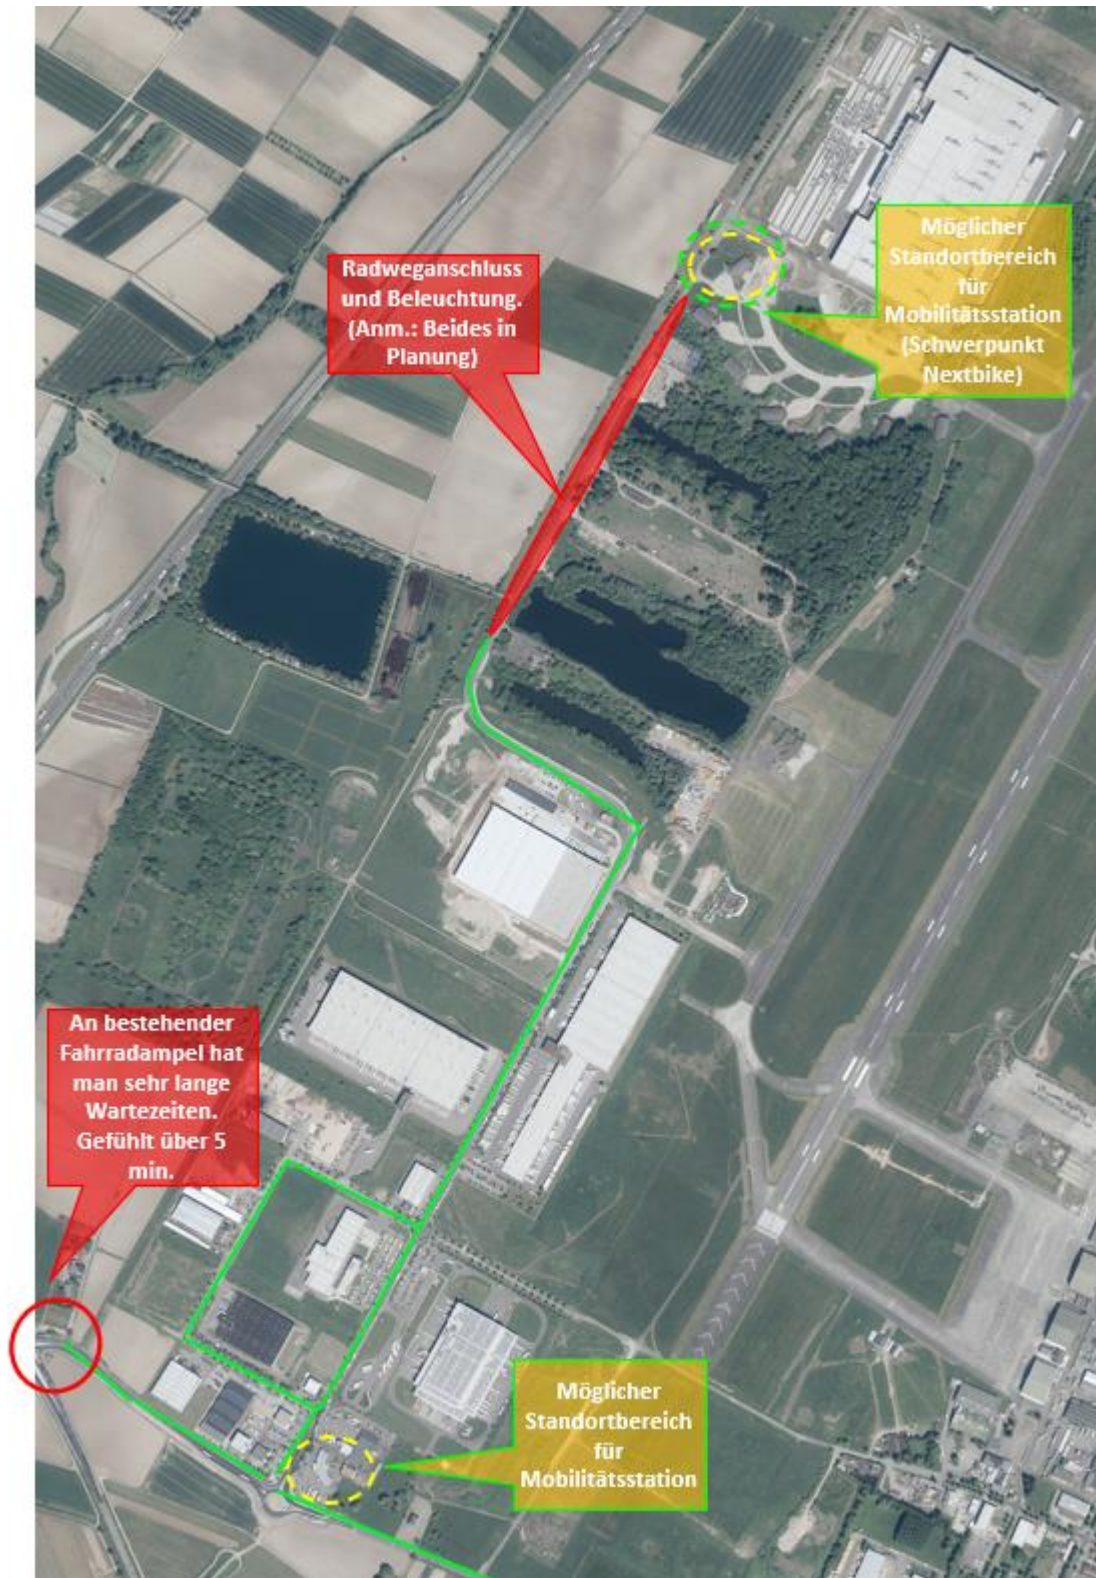 Möglicher
Standortbereich
für
Mobilitätsstation
(Schwerpunkt
Nextbike)
Radweganschluss
und Beleuchtung.
(Anm.: Beides in
Planung)
An bestehender
Fahrradampel hat
man sehr lange
Wartezeiten.
Gefühlt über 5
min.
Möglicher
Standortbereich
für
Mobilitätsstation